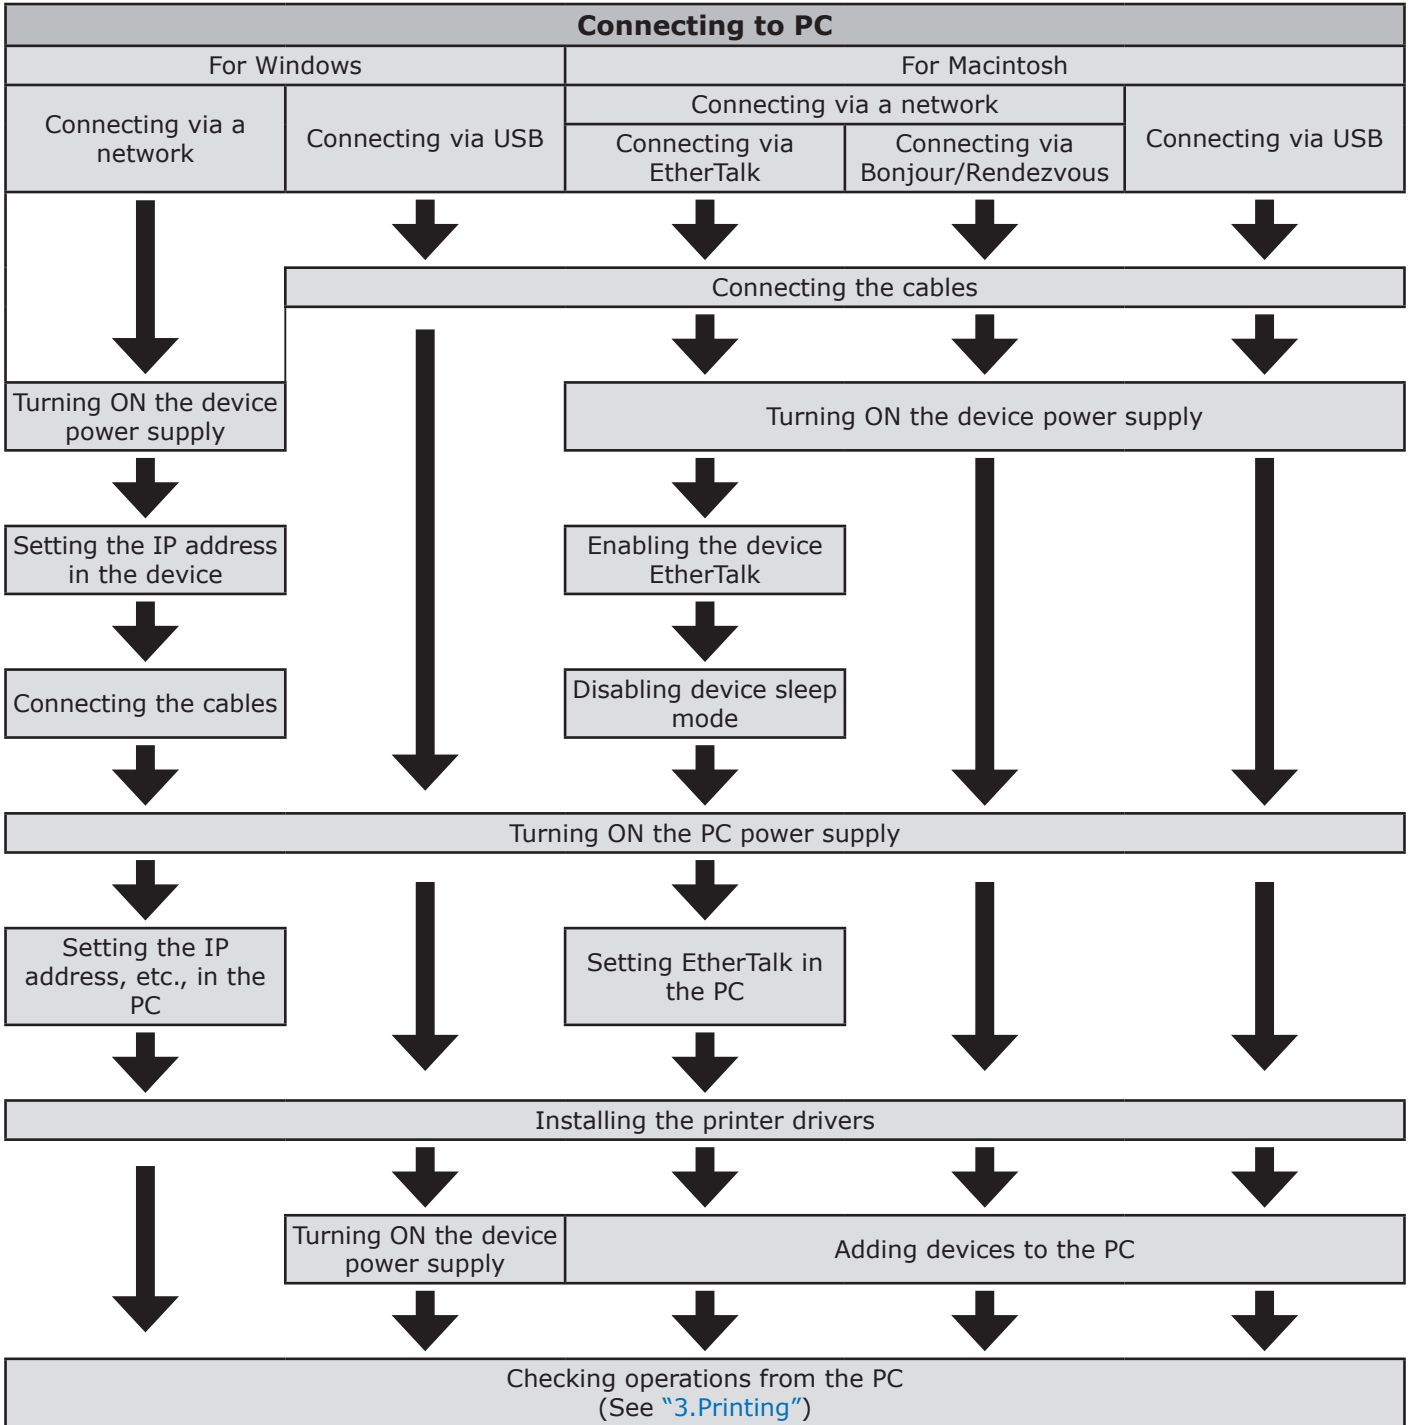 Connecting to PC
For Windows
For Macintosh
Connecting via a
network
Connecting via USB
Connecting via a network
Connecting via
EtherTalk
Connecting via
Bonjour/Rendezvous
Connecting via USB
Connecting the cables
Turning ON the device
power supply
Turning ON the device power supply
Setting the IP address
in the device
Enabling the device
EtherTalk
Connecting the cables
Disabling device sleep
mode
Turning ON the PC power supply
Setting the IP
address, etc., in the
PC
Setting EtherTalk in
the PC
Installing the printer drivers
Turning ON the device
power supply
Adding devices to the PC
Checking operations from the PC
(See “3.Printing”)